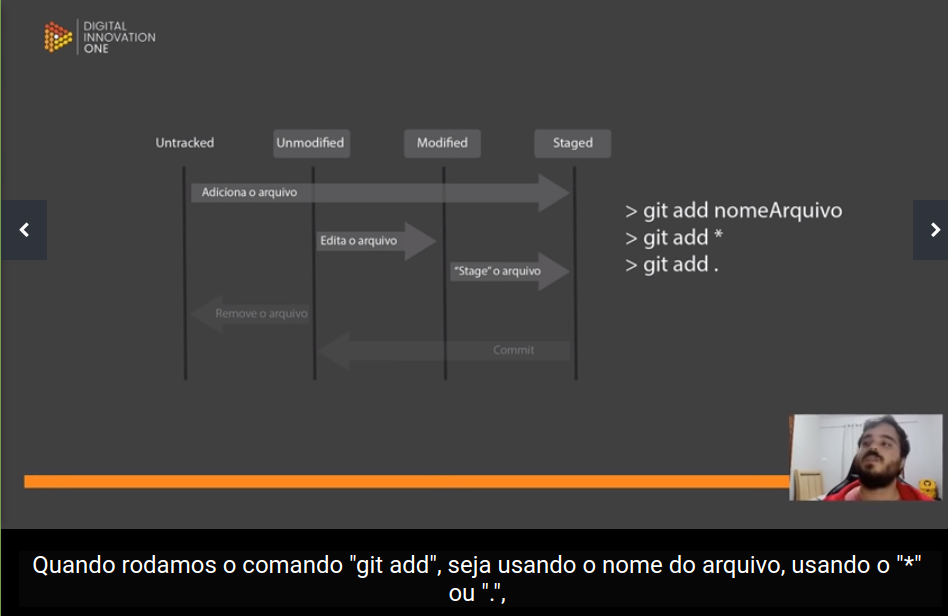 DIGITAL
INNOVATION
ONE
Untracked
Unmodified
Modified
Staged
Adiciona o arquivo
Edita o arquivo
"Stage" o arquivo
Remove o arquivo
Commit
> git add nomeArquivo
> git add *
> git add .
Quando rodamos o comando "git add", seja usando o nome do arquivo, usando o "*"
ou ".",